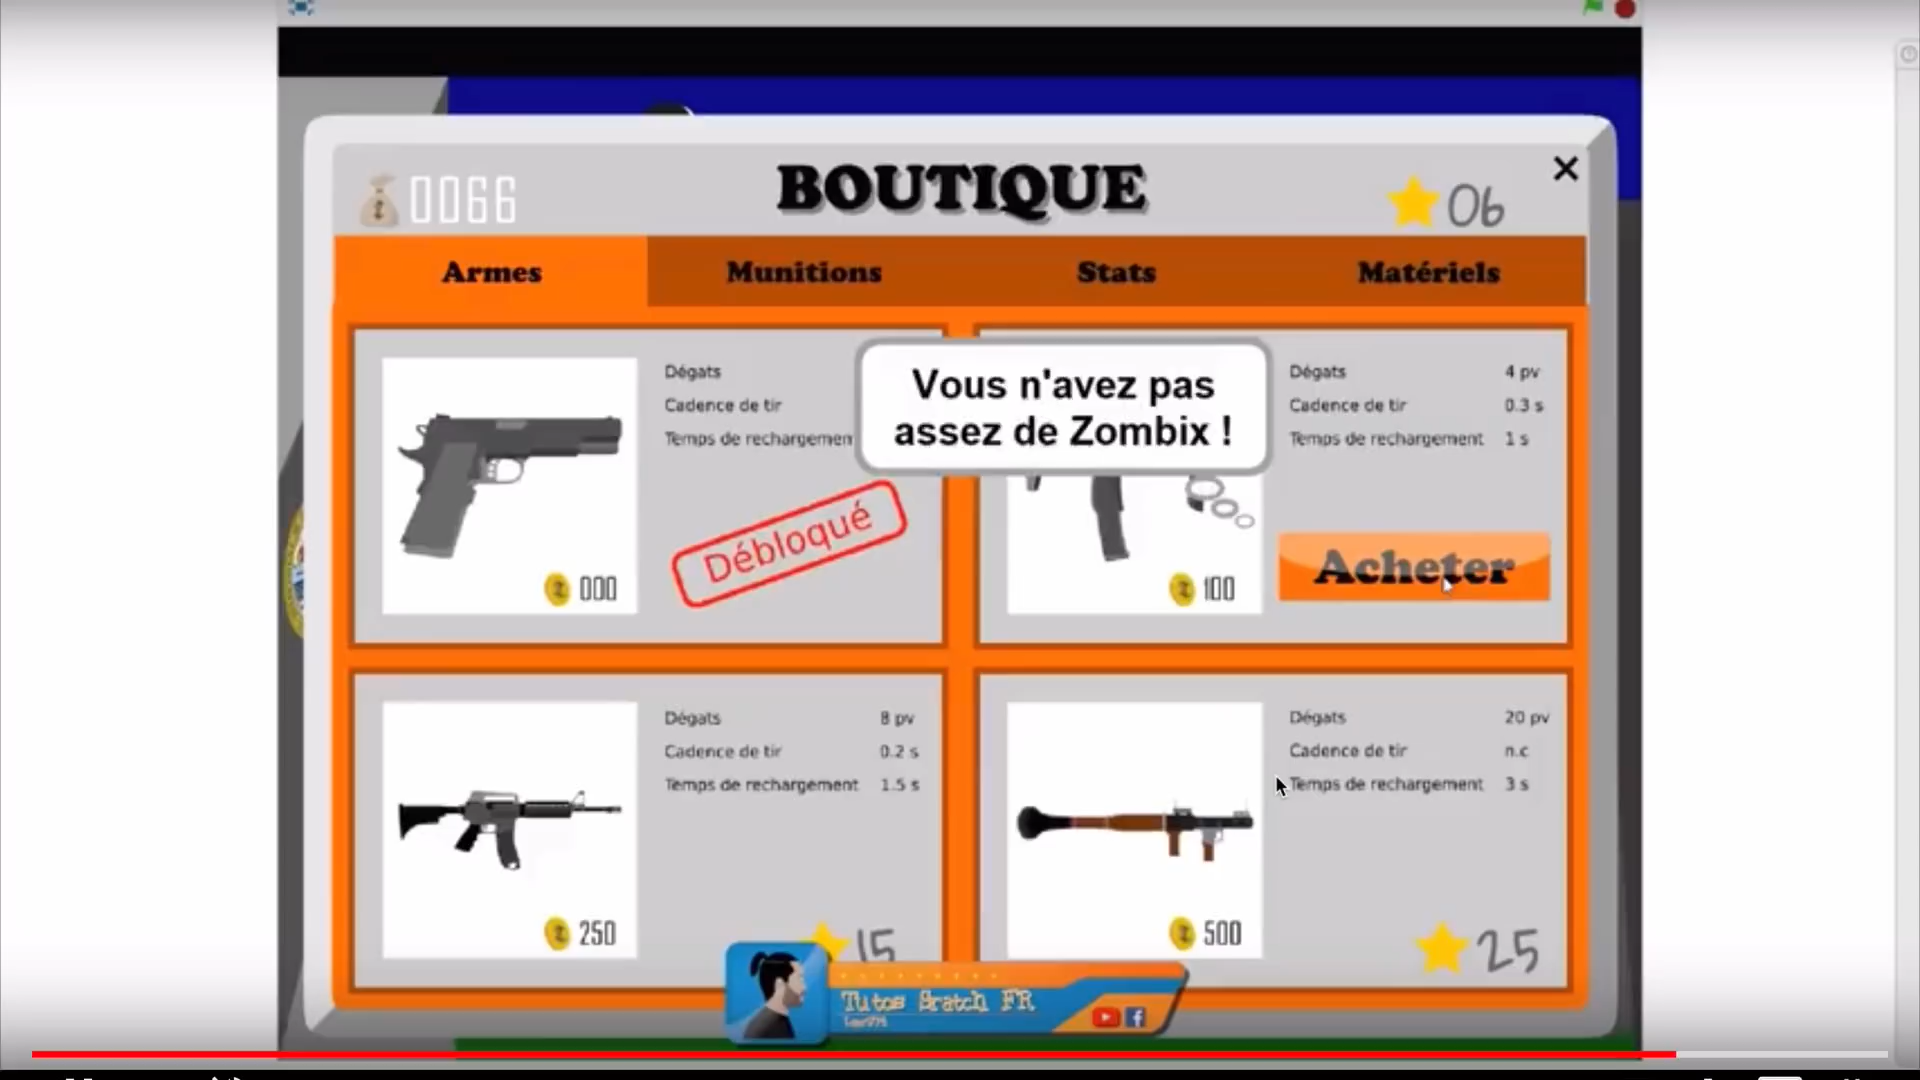 0066
BOUTIQUE
06
Armes
Munitions
Stats
Matériels
Dégats
Cadence de tir
Temps de rechargemen
Vous n'avez pas
assez de Zombix !
Dégats 4 pv
Cadence de tir 0.3 s
Temps de rechargement 1 s
Débloqué
000
100
Acheter
Dégats 8 pv
Cadence de tir 0.2 s
Temps de rechargement 1.5 s
250
15
Dégats 20 pv
Cadence de tir n.c
Temps de rechargement 3 s
500
25
Tutos Sratch FR